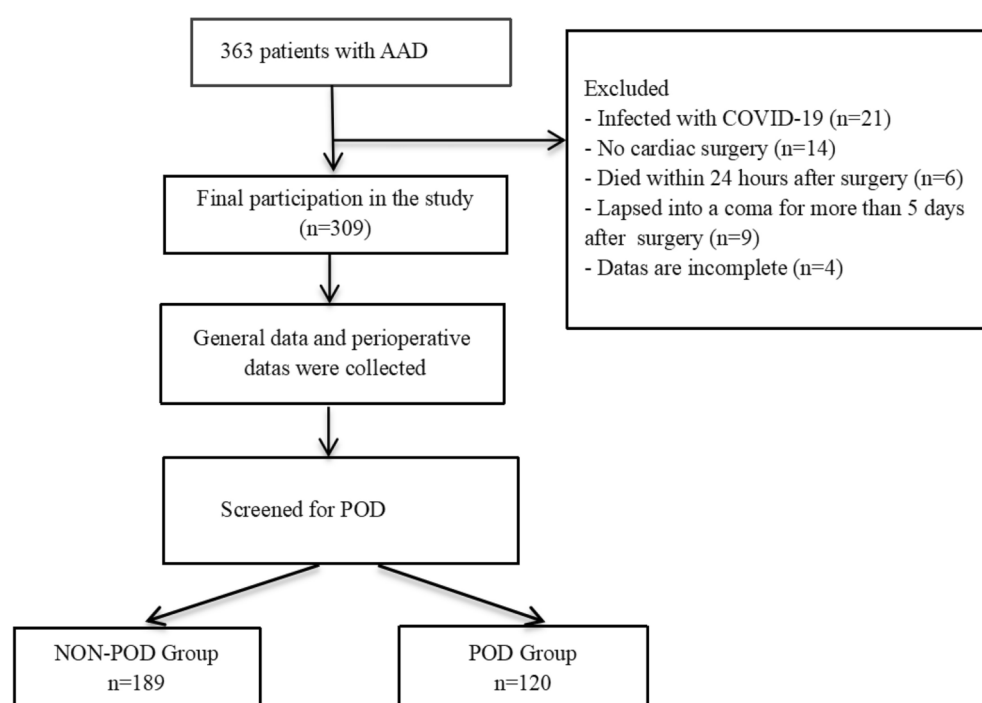 363 patients with AAD
Excluded
- Infected with COVID-19 (n=21)
- No cardiac surgery (n=14)
- Died within 24 hours after surgery (n=6)
- Lapsed into a coma for more than 5 days
after surgery (n=9)
- Datas are incomplete (n=4)
Final participation in the study
(n=309)
General data and perioperative
datas were collected
Screened for POD
NON-POD Group
n=189
POD Group
n=120